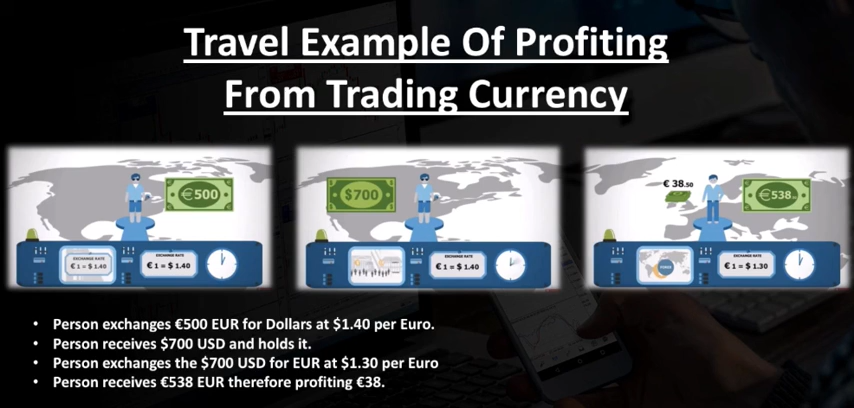 Travel Example Of Profiting
From Trading Currency
€500
EXCHANGE RATE
€ 1 = $ 1.40
EXCHANGE RATE
€ 1 = $ 1.40
$700
EXCHANGE RATE
€ 1 = $ 1.40
€ 38.50
€538
EXCHANGE RATE
€ 1 = $ 1.30
• Person exchanges €500 EUR for Dollars at $1.40 per Euro.
• Person receives $700 USD and holds it.
• Person exchanges the $700 USD for EUR at $1.30 per Euro
• Person receives €538 EUR therefore profiting €38.